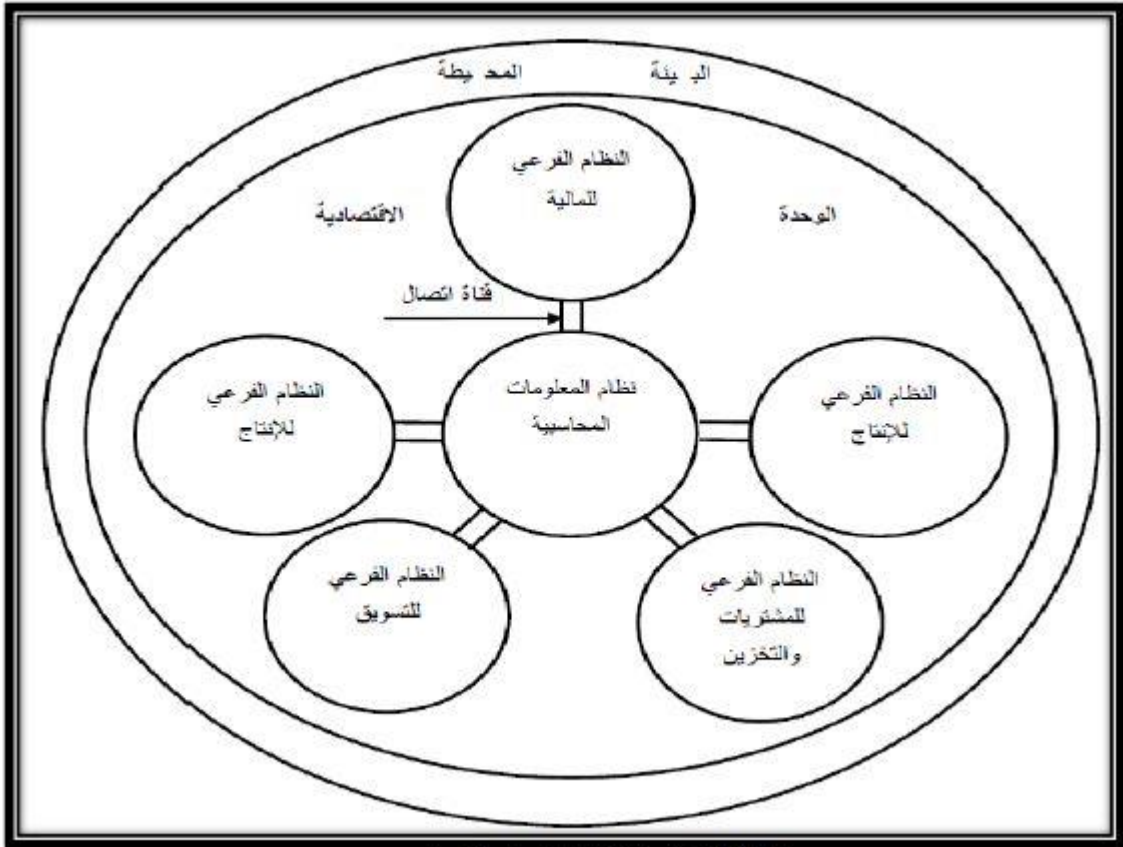 البيئة المحيطة
النظام الفرعي
للمالية
الوحدة الاقتصادية
قناة اتصال
النظام الفرعي
للإنتاج
نظام المعلومات
المحاسبية
النظام الفرعي
للإنتاج
النظام الفرعي
للمشتريات
والتخزين
النظام الفرعي
للتسويق